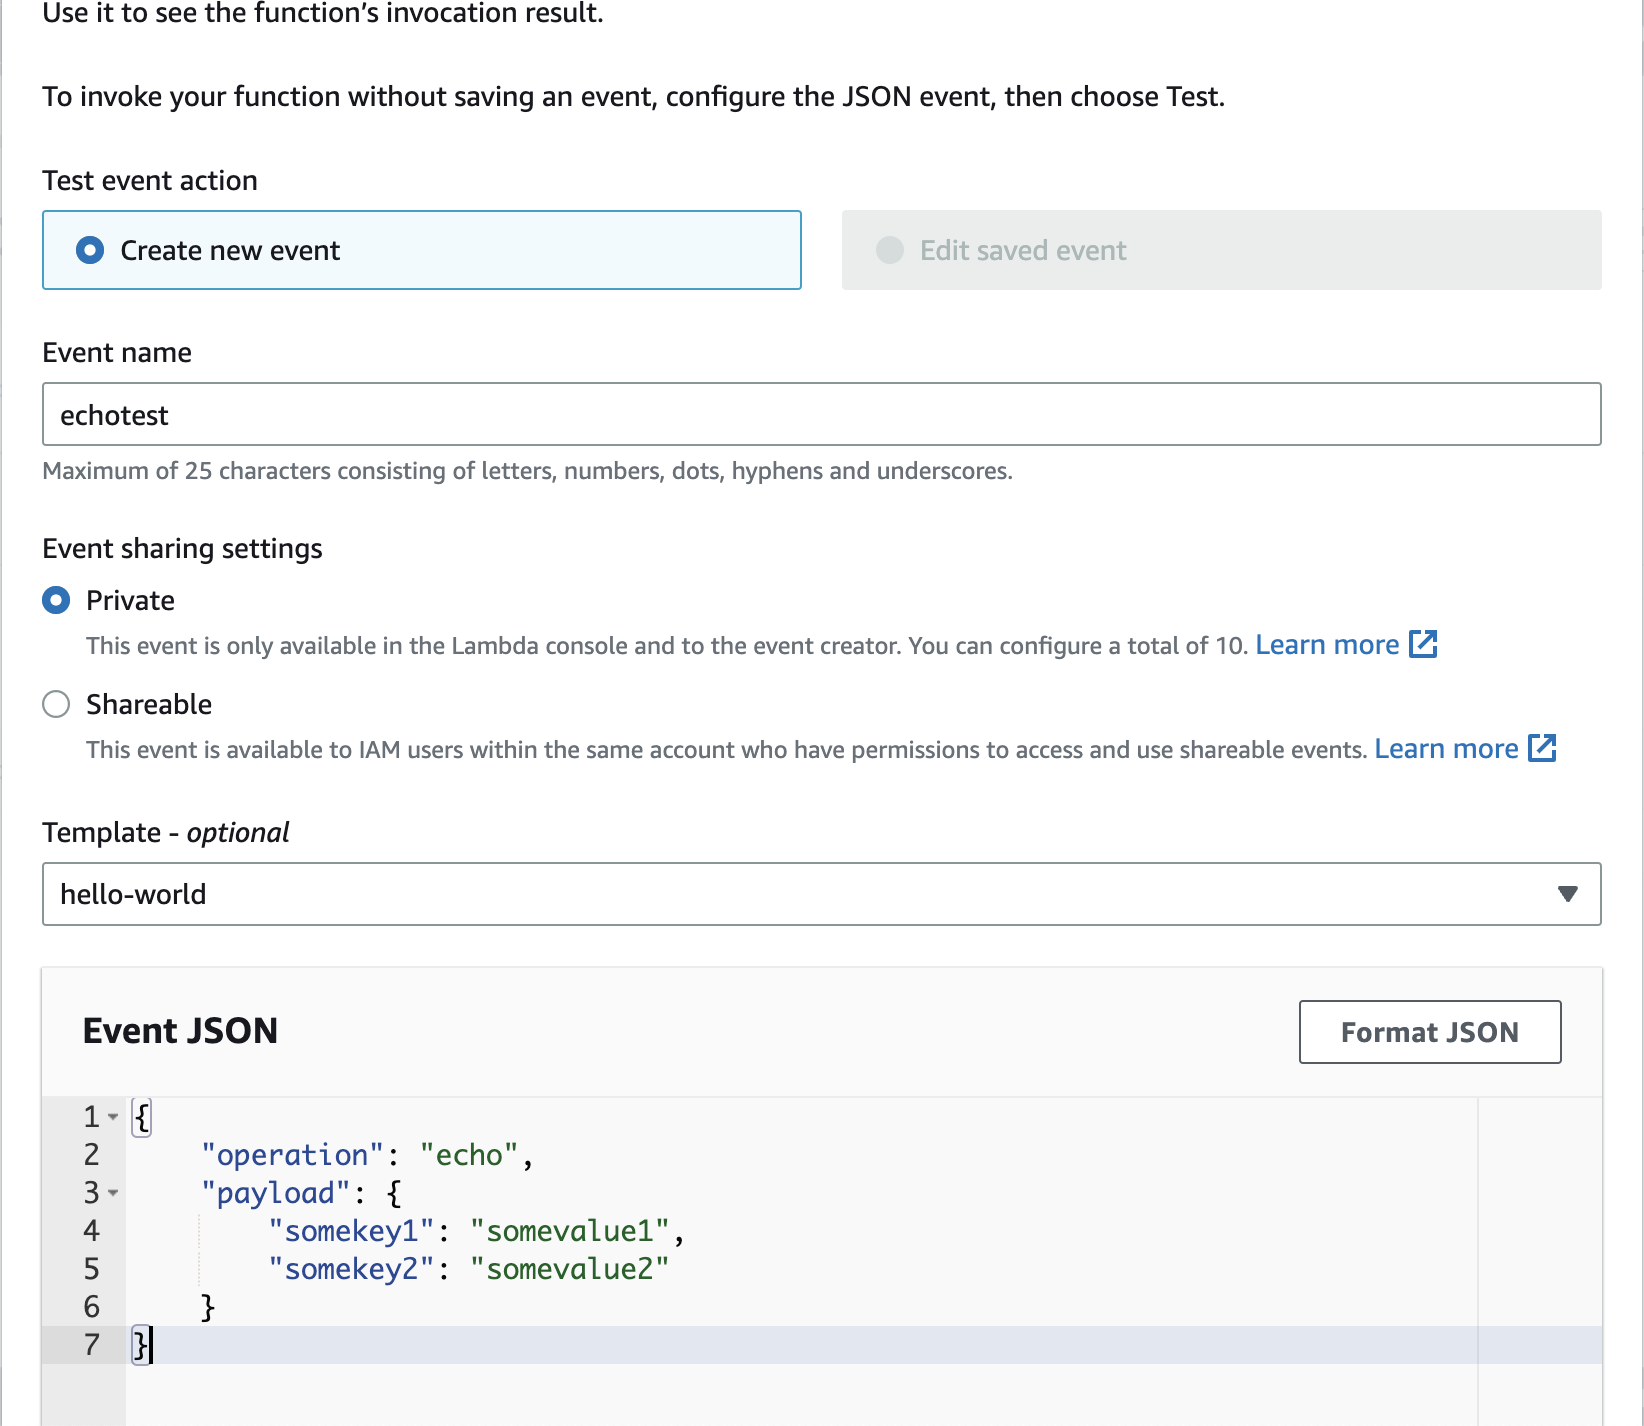 Use it to see the function’s invocation result.
To invoke your function without saving an event, configure the JSON event, then choose Test.
Test event action
Create new event
Edit saved event
Event name
echotest
Maximum of 25 characters consisting of letters, numbers, dots, hyphens and underscores.
Event sharing settings
Private
This event is only available in the Lambda console and to the event creator. You can configure a total of 10. Learn more
Shareable
This event is available to IAM users within the same account who have permissions to access and use shareable events. Learn more
Template - optional
hello-world
Event JSON
Format JSON
1 {
2     "operation": "echo",
3     "payload": {
4         "somekey1": "somevalue1",
5         "somekey2": "somevalue2"
6     }
7 }